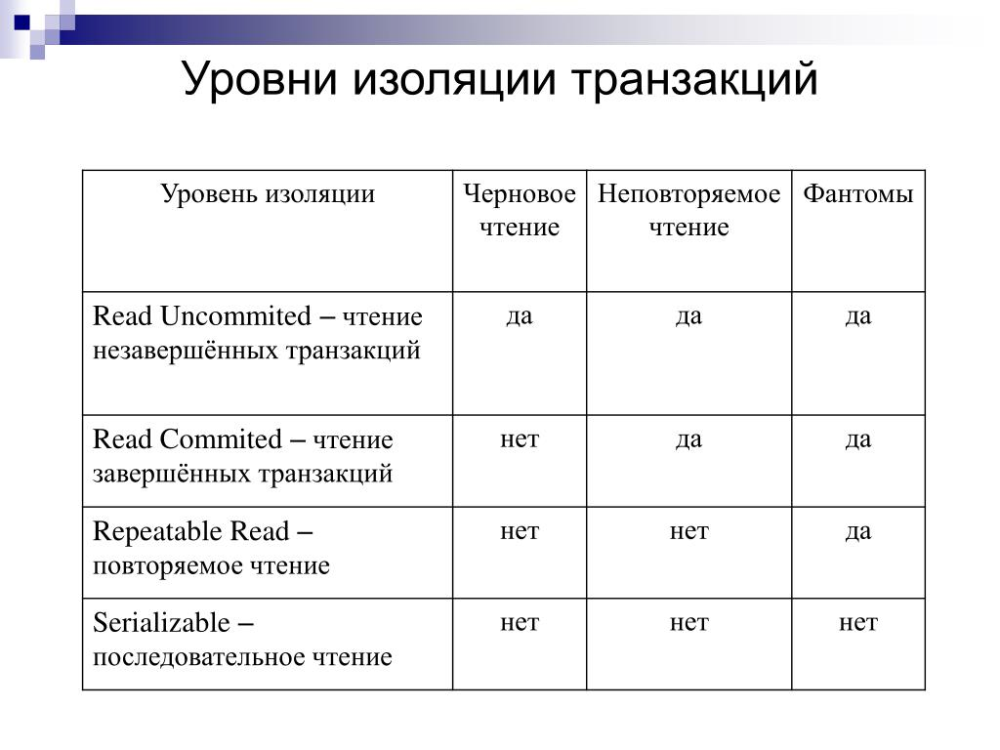 Уровни изоляции транзакций
Уровень изоляции
Черновое
чтение
Неповторяемое
чтение
Фантомы
Read Uncommited – чтение
незавершённых транзакций
да
да
да
Read Commited – чтение
завершённых транзакций
нет
да
да
Repeatable Read –
повторяемое чтение
нет
нет
да
Serializable –
последовательное чтение
нет
нет
нет